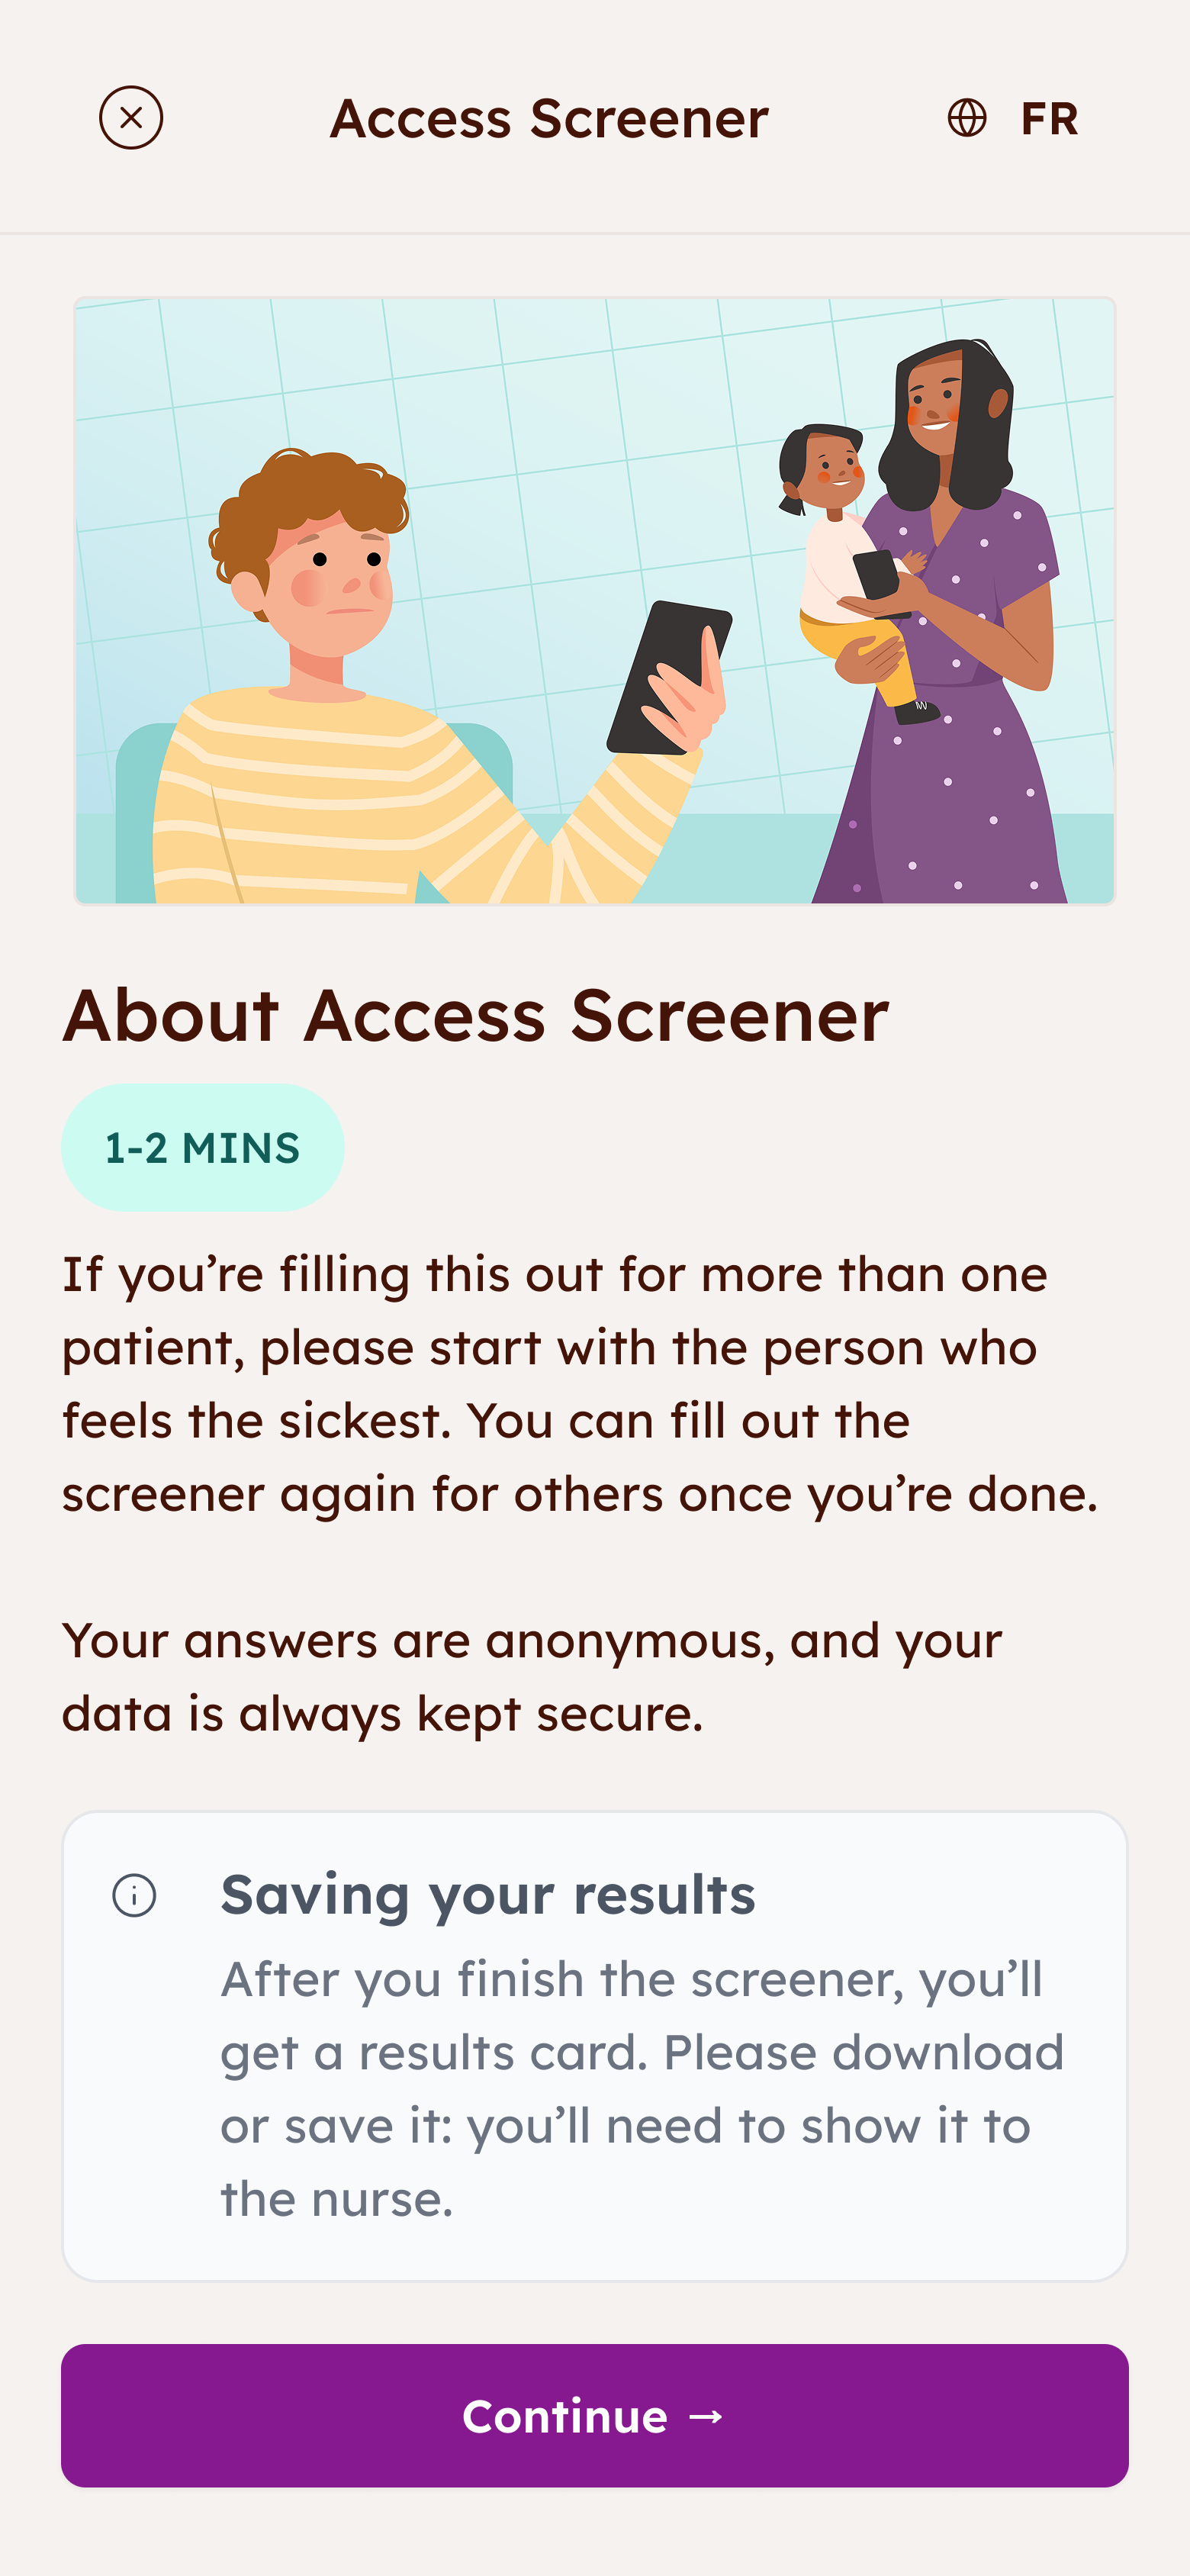 Access Screener
FR
About Access Screener
1-2 MINS
If you’re filling this out for more than one
patient, please start with the person who
feels the sickest. You can fill out the
screener again for others once you’re done.
Your answers are anonymous, and your
data is always kept secure.
Saving your results
After you finish the screener, you’ll
get a results card. Please download
or save it: you’ll need to show it to
the nurse.
Continue →